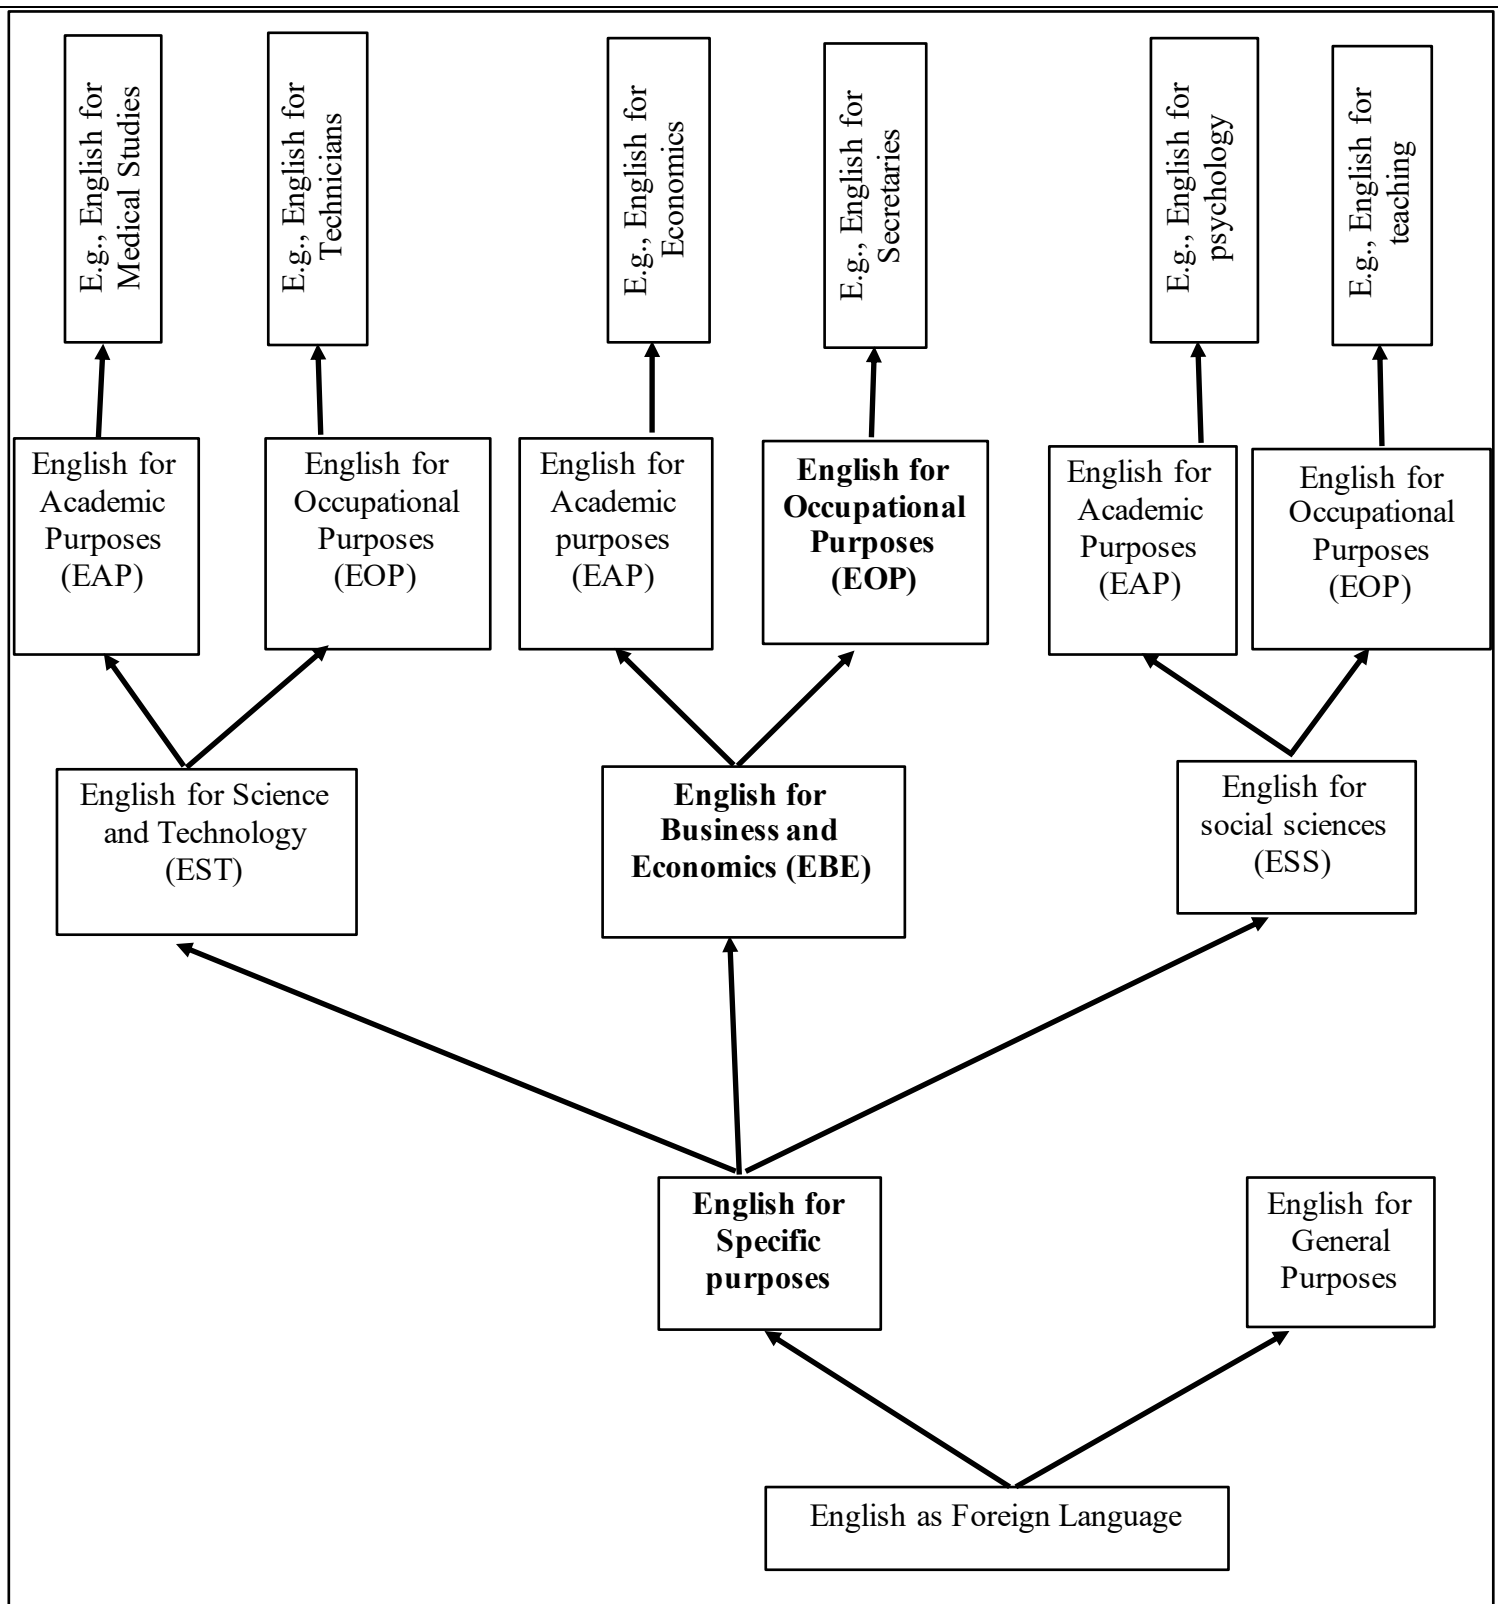 E.g., English for
Medical Studies
E.g., English for
Technicians
E.g., English for
Economics
E.g., English for
Secretaries
E.g., English for
psychology
E.g., English for
teaching
English for
Academic
Purposes
(EAP)
English for
Occupational
Purposes
(EOP)
English for
Academic
purposes
(EAP)
English for
Occupational
Purposes
(EOP)
English for
Academic
Purposes
(EAP)
English for
Occupational
Purposes
(EOP)
English for Science
and Technology
(EST)
English for
Business and
Economics (EBE)
English for
social sciences
(ESS)
English for
Specific
purposes
English for
General
Purposes
English as Foreign Language